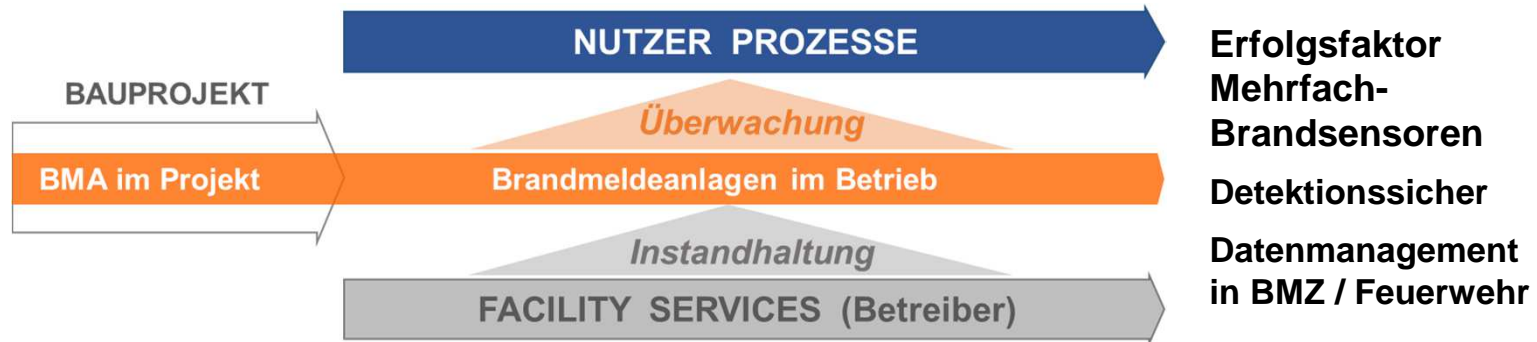 NUTZER PROZESSE
BAUPROJEKT
Überwachung
BMA im Projekt
Brandmeldeanlagen im Betrieb
Instandhaltung
FACILITY SERVICES (Betreiber)
Erfolgsfaktor
Mehrfach-
Brandsensoren
Detektionssicher
Datenmanagement
in BMZ / Feuerwehr